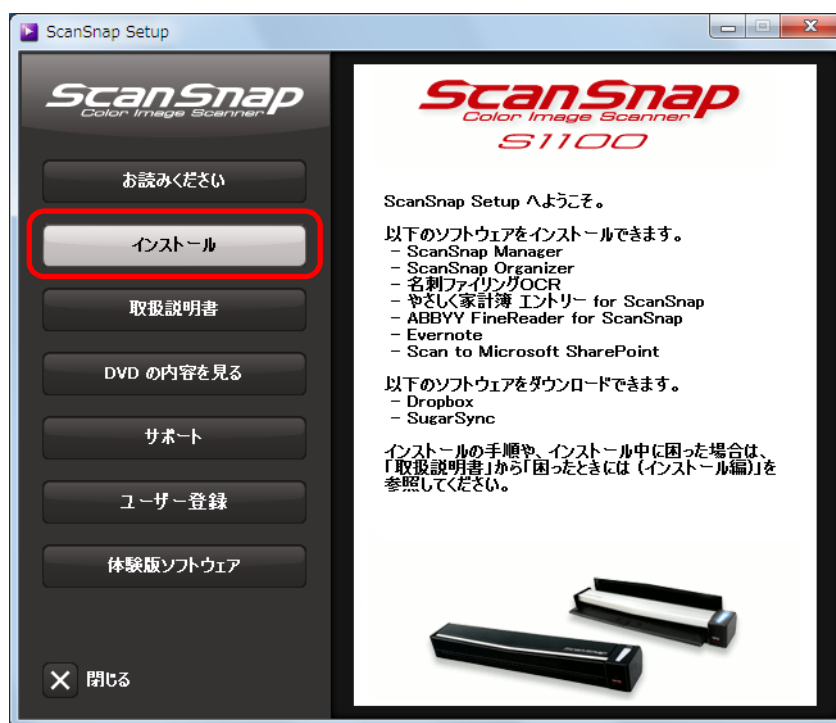 ScanSnap Setup
ScanSnap
Color Image Scanner
お読みください
インストール
取扱説明書
DVD の内容を見る
サポート
ユーザー登録
体験版ソフトウェア
閉じる
ScanSnap
Color Image Scanner
S1100
ScanSnap Setup へようこそ。
以下のソフトウェアをインストールできます。
- ScanSnap Manager
- ScanSnap Organizer
- 名刺ファイリングOCR
- やさしく家計簿 エントリー for ScanSnap
- ABBYY FineReader for ScanSnap
- Evernote
- Scan to Microsoft SharePoint
以下のソフトウェアをダウンロードできます。
- Dropbox
- SugarSync
インストールの手順や、インストール中に困った場合は、
「取扱説明書」から「困ったときには (インストール編)」を
参照してください。